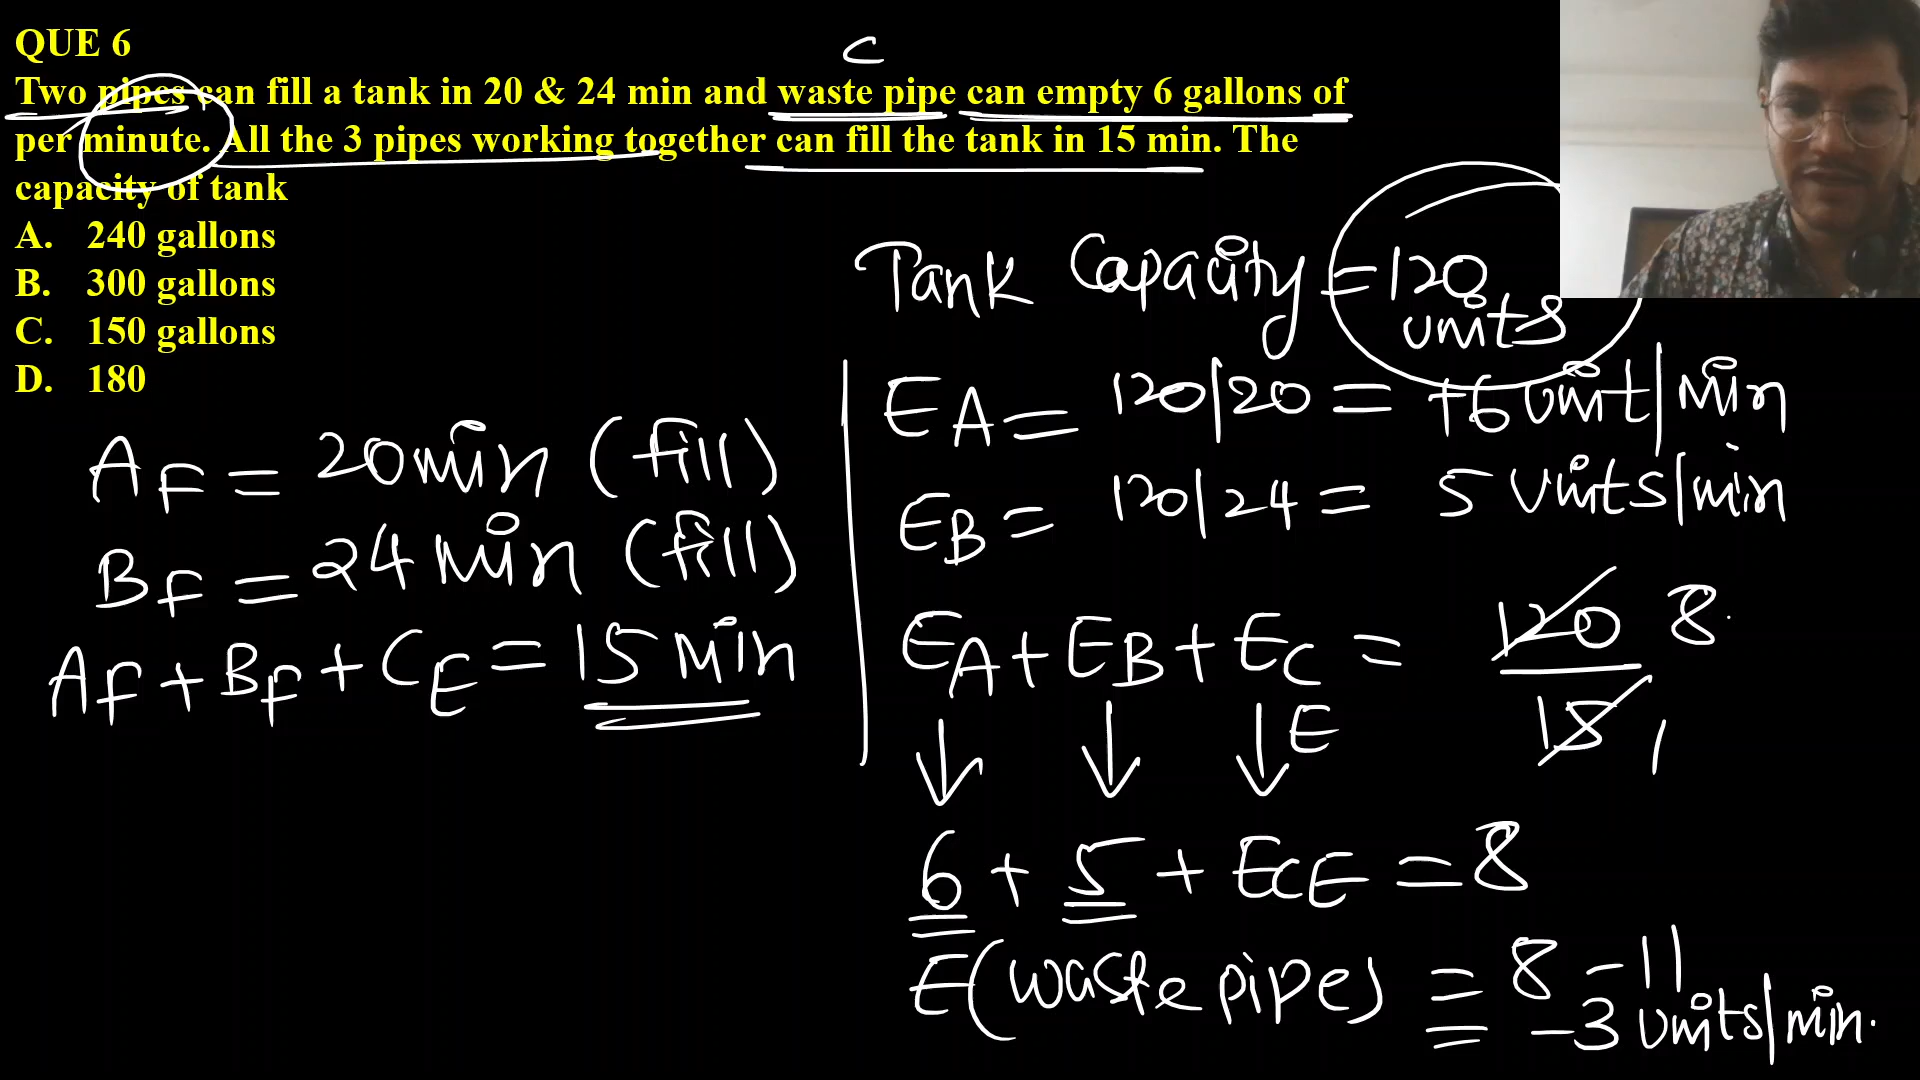 QUE 6
C
Two pipes can fill a tank in 20 & 24 min and waste pipe can empty 6 gallons of
per minute. All the 3 pipes working together can fill the tank in 15 min. The
capacity of tank
A. 240 gallons
B. 300 gallons
C. 150 gallons
D. 180
AF = 20 min (fill)
BF = 24 min (fill)
AF + BF + CE = 15 Min
Tank Capacity = 120
units
EA = 120/20 = +6 unit/min
EB = 120/24 = 5 units/min
EA + EB + EC = 120 8
E 15 1
6 + 5 + ECE = 8
E(waste pipe) = 8 - 11
-3 units/min.